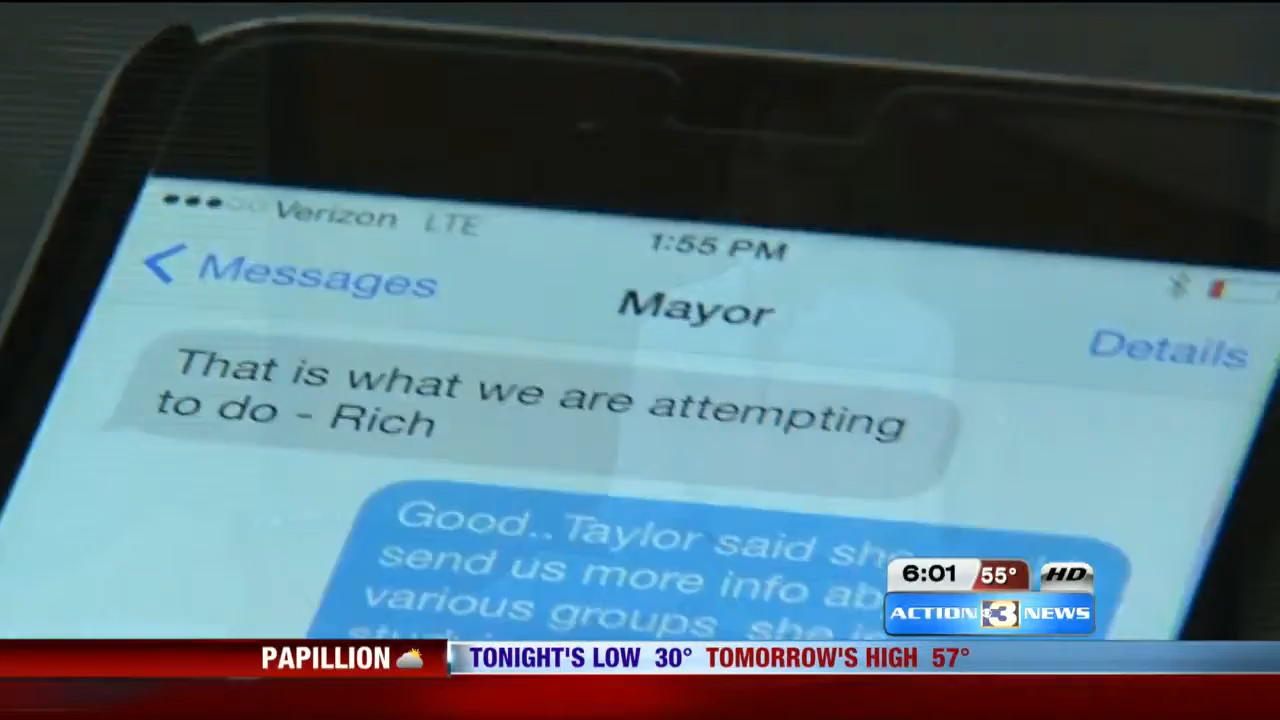 Verizon LTE
1:55 PM
Messages
Mayor
Details
That is what we are attempting
to do - Rich
Good.. Taylor said
send us more info
various groups she
6:01 55° HD
ACTION 3 NEWS
PAPILLION TONIGHT'S LOW 30° TOMORROW'S HIGH 57°